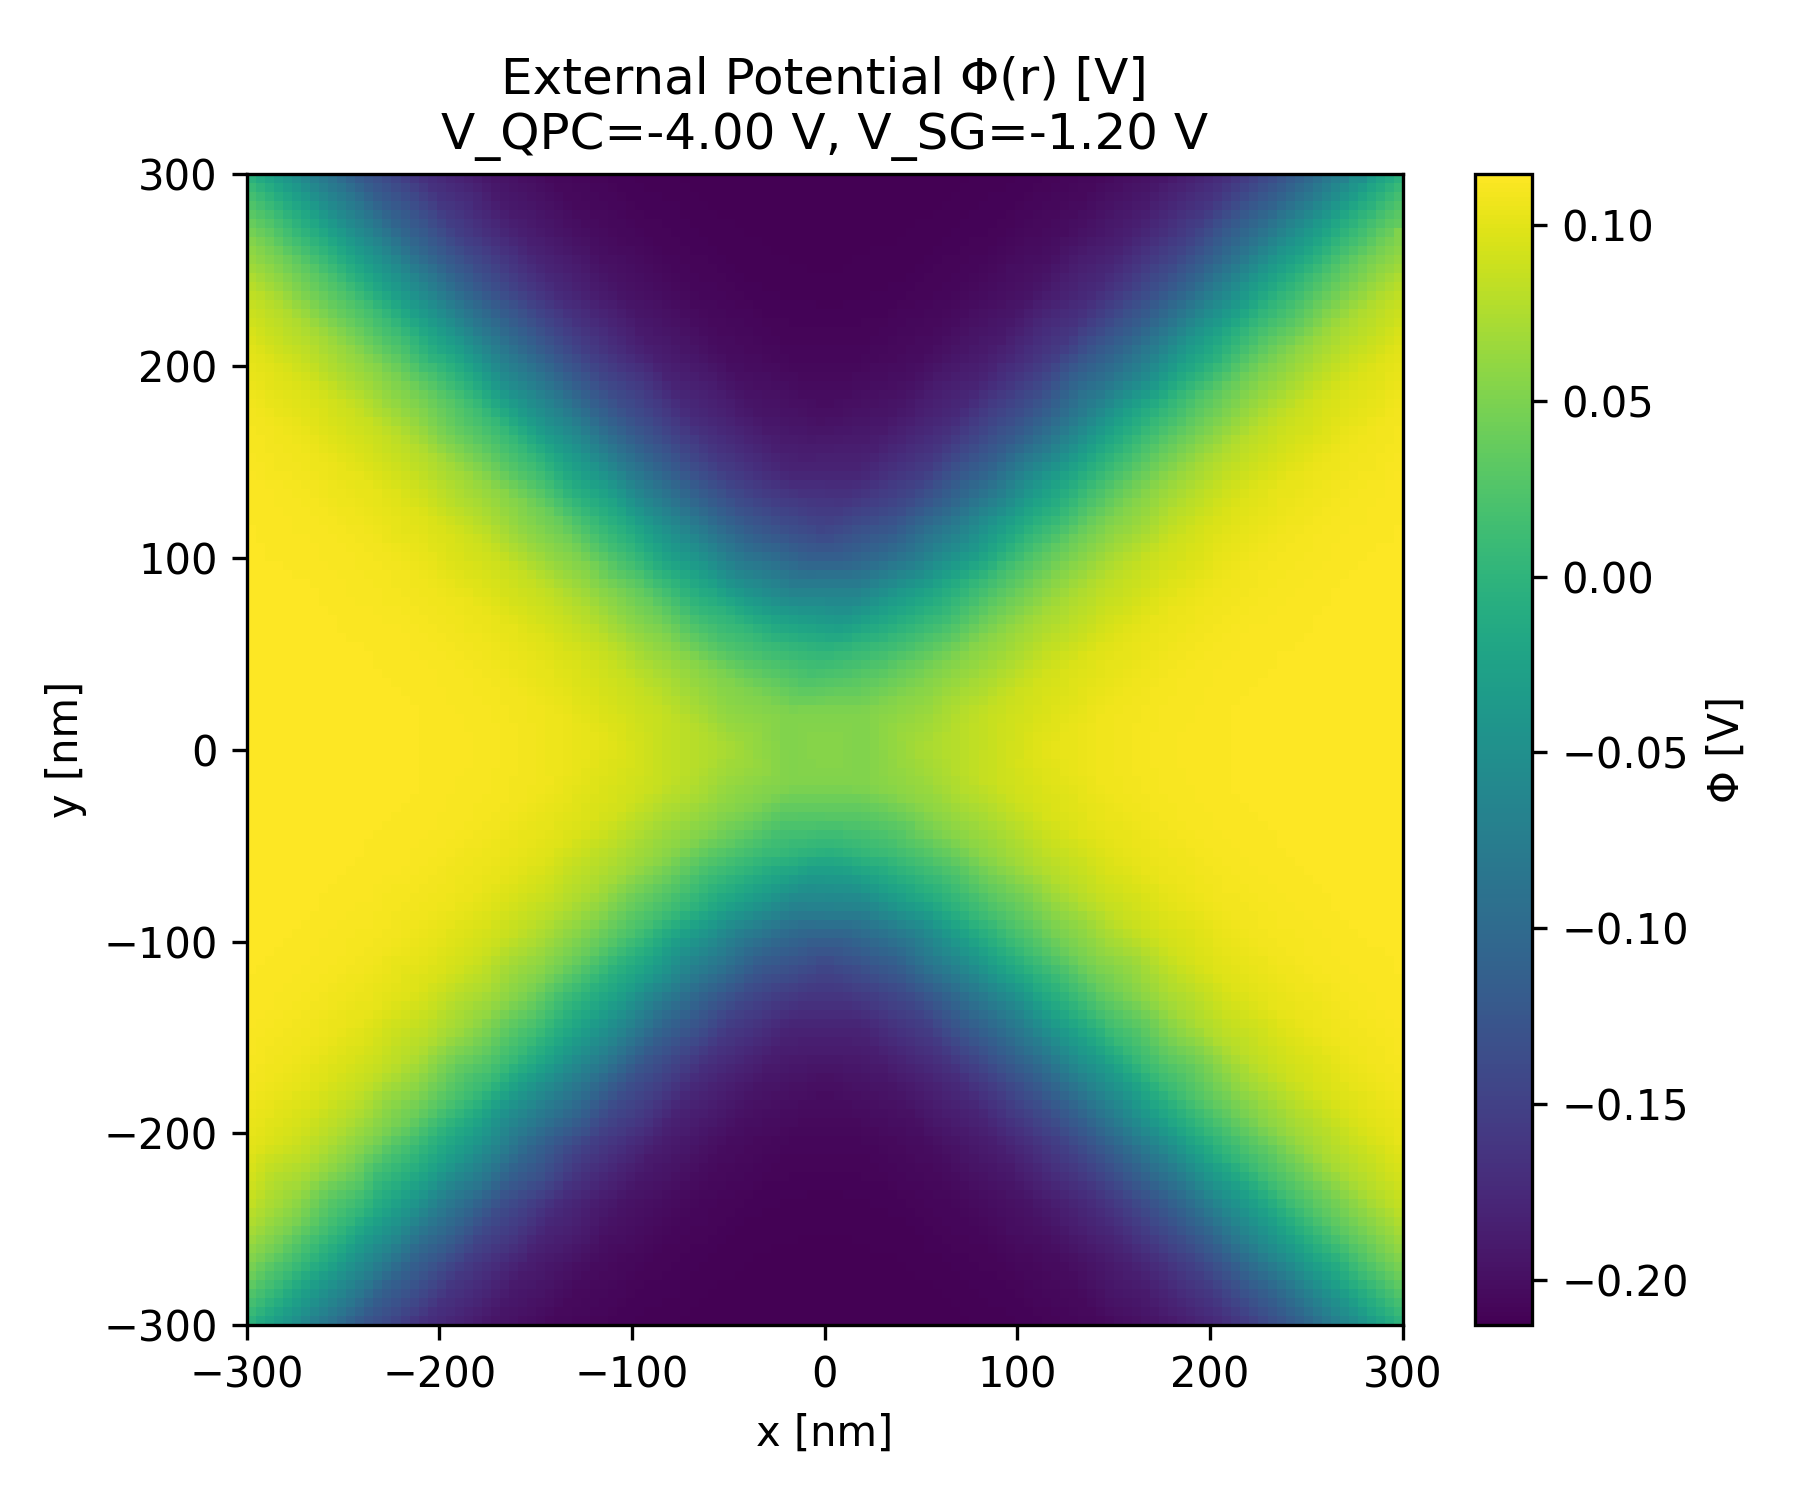 External Potential Φ(r) [V]
V_QPC=-4.00 V, V_SG=-1.20 V
300
200
100
0
−100
−200
−300
y [nm]
−300 −200 −100 0 100 200 300
x [nm]
0.10
0.05
0.00
−0.05
−0.10
−0.15
−0.20
Φ [V]